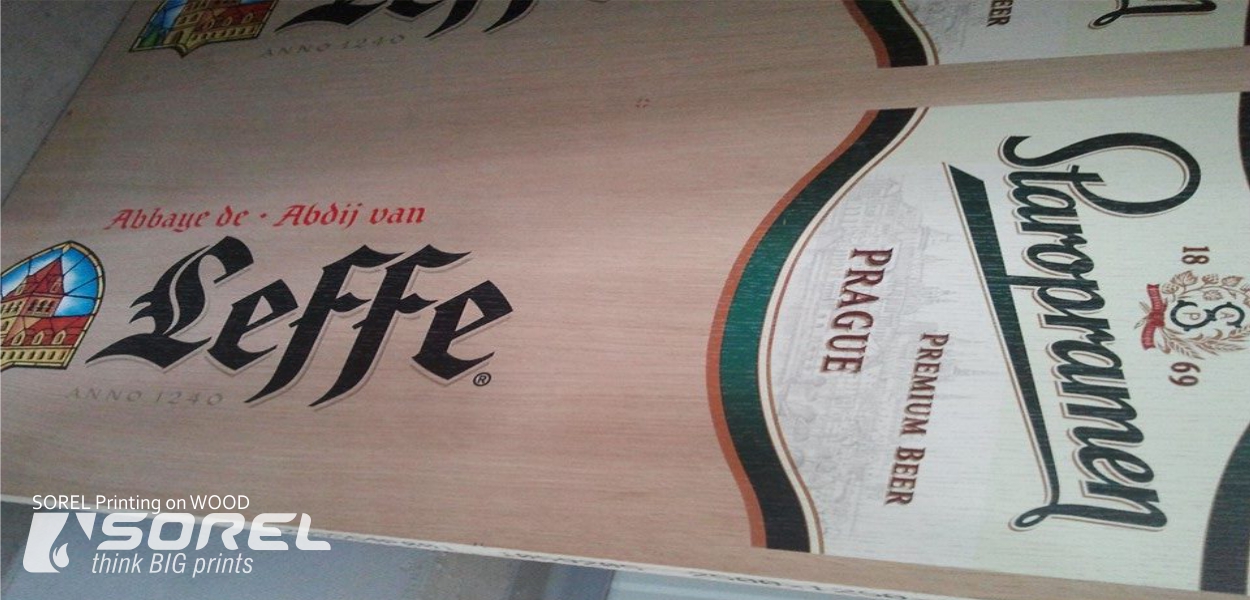 Leffe
ANNO 1240
BEER
Abbaye de · Abdij van
Leffe®
ANNO 1240
18 69
Staropramen
PREMIUM BEER
PRAGUE
SOREL Printing on WOOD
SOREL
think BIG prints